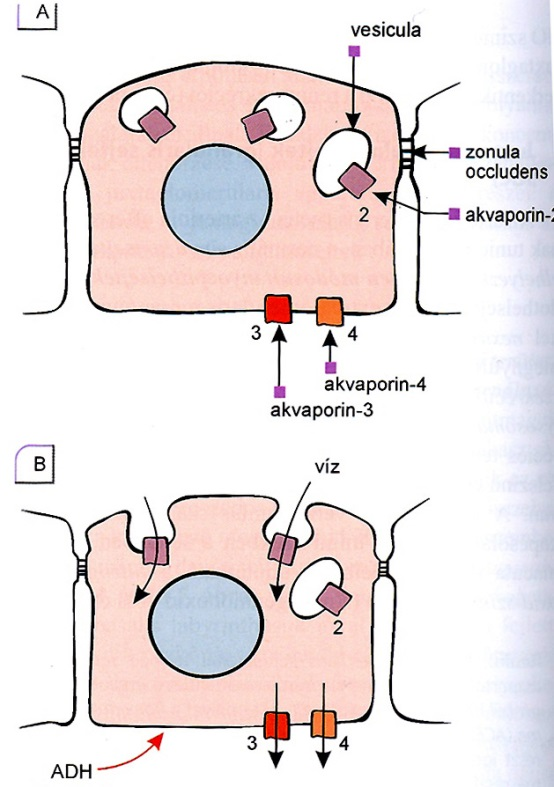 A
vesicula
zonula
occludens
2
akvaporin-2
3
4
akvaporin-4
akvaporin-3
B
víz
2
3
4
ADH